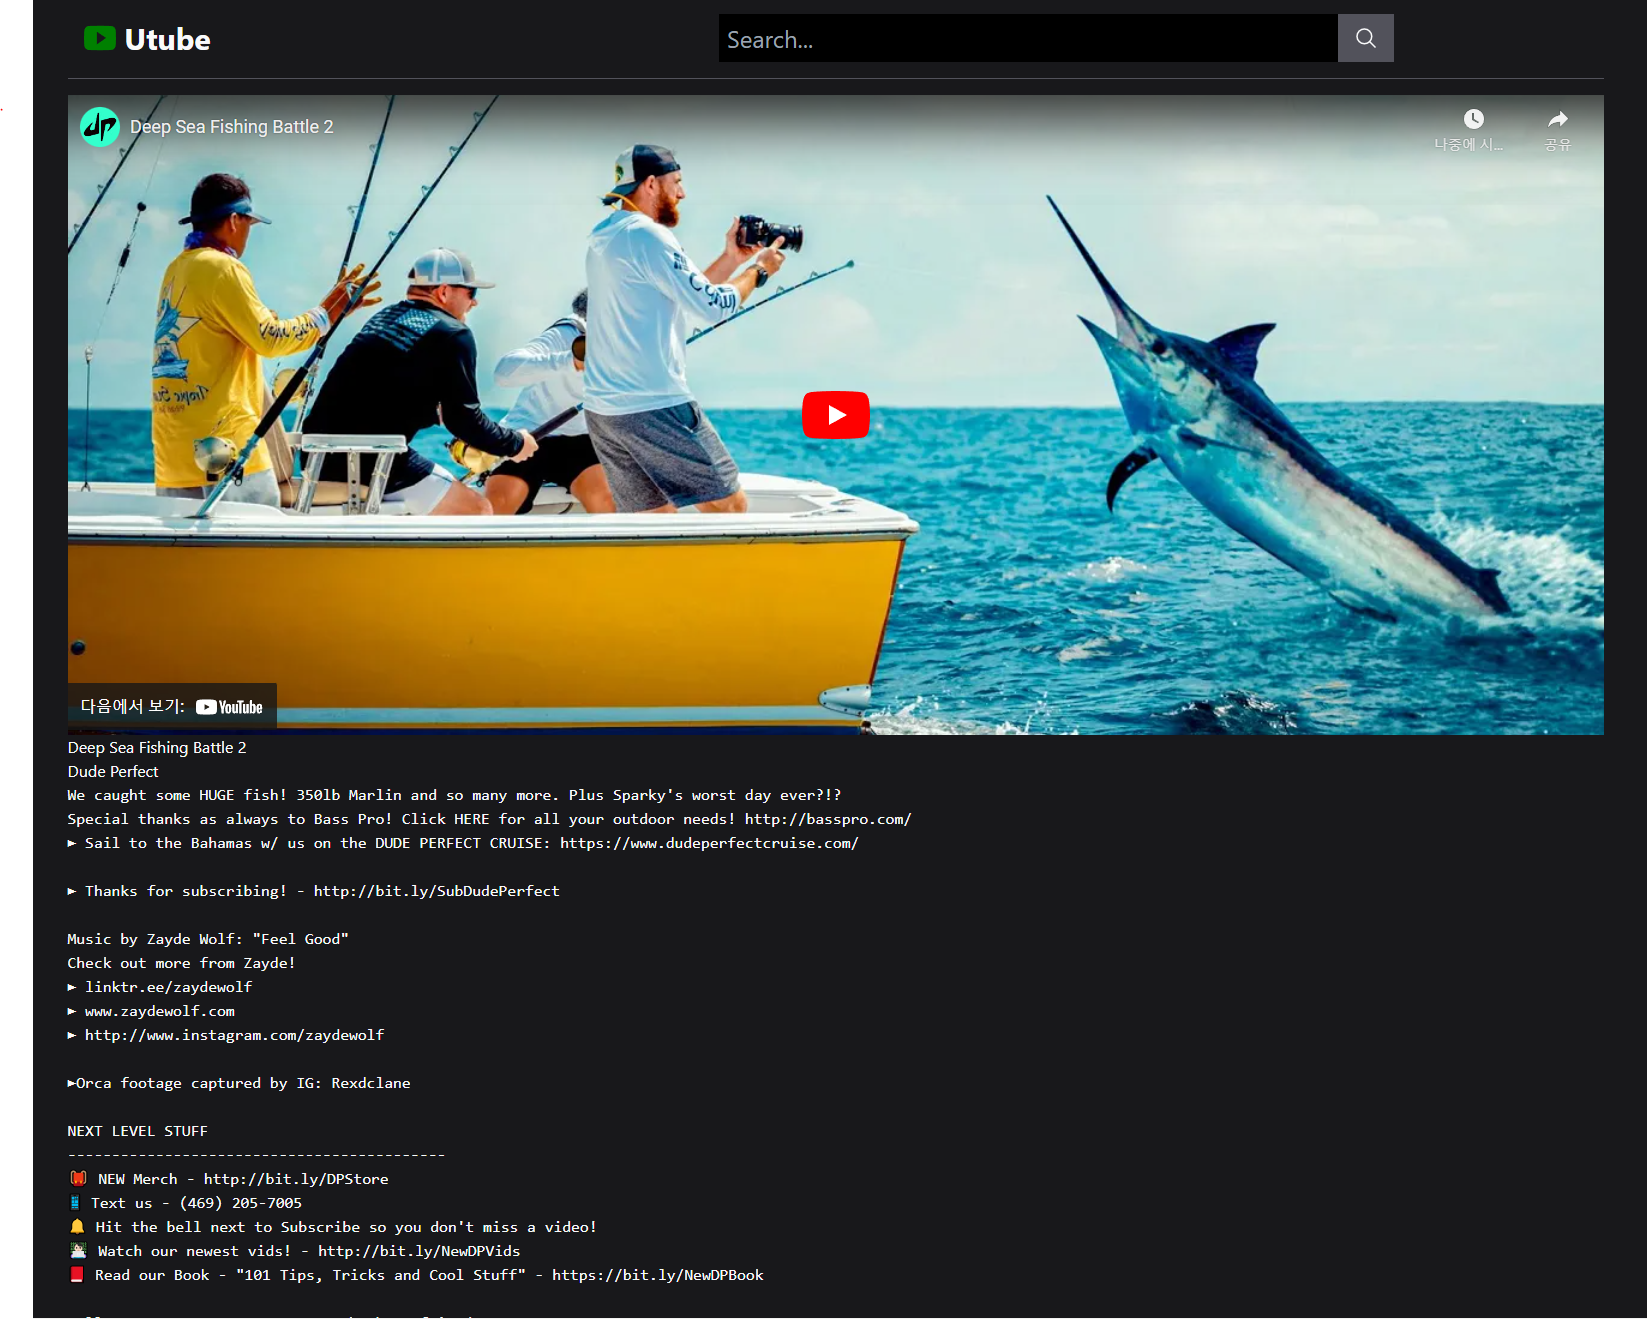 Utube
Search...
Deep Sea Fishing Battle 2
나중에 시...
공유
다음에서 보기: YouTube
Deep Sea Fishing Battle 2
Dude Perfect
We caught some HUGE fish! 350lb Marlin and so many more. Plus Sparky's worst day ever?!?
Special thanks as always to Bass Pro! Click HERE for all your outdoor needs! http://basspro.com/
► Sail to the Bahamas w/ us on the DUDE PERFECT CRUISE: https://www.dudeperfectcruise.com/
► Thanks for subscribing! - http://bit.ly/SubDudePerfect
Music by Zayde Wolf: "Feel Good"
Check out more from Zayde!
► linktr.ee/zaydewolf
► www.zaydewolf.com
► http://www.instagram.com/zaydewolf
►Orca footage captured by IG: Rexdclane
NEXT LEVEL STUFF
-------------------------------------------
🎒 NEW Merch - http://bit.ly/DPStore
📱 Text us - (469) 205-7005
🔔 Hit the bell next to Subscribe so you don't miss a video!
👨🏻‍💻 Watch our newest vids! - http://bit.ly/NewDPVids
📕 Read our Book - "101 Tips, Tricks and Cool Stuff" - https://bit.ly/NewDPBook